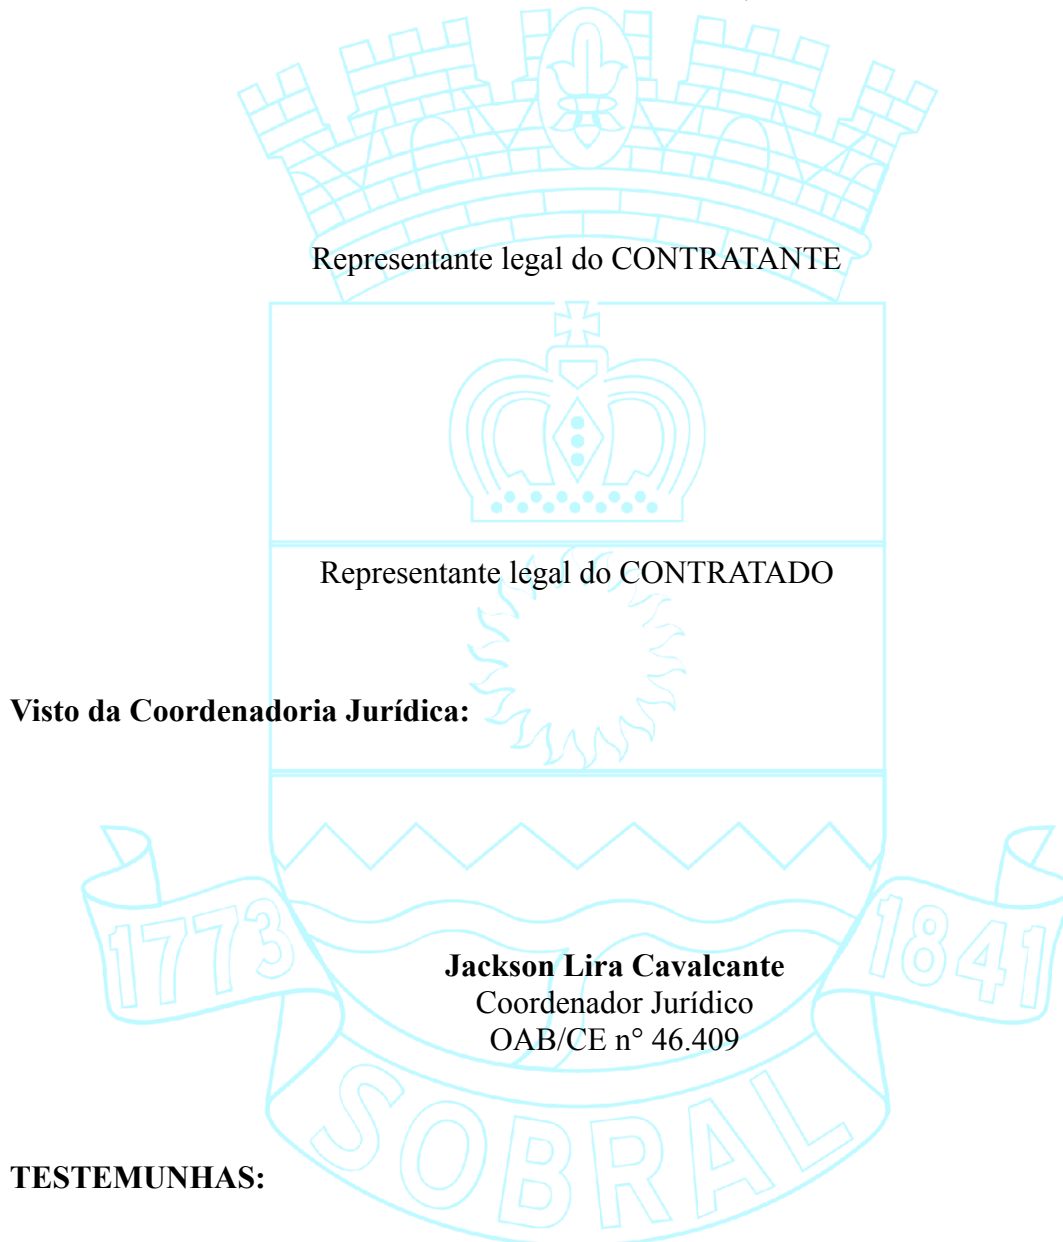 Representante legal do CONTRATANTE
Representante legal do CONTRATADO
Visto da Coordenadoria Jurídica:
1773
1841
Jackson Lira Cavalcante
Coordenador Jurídico
OAB/CE n° 46.409
SOBRAL
TESTEMUNHAS: